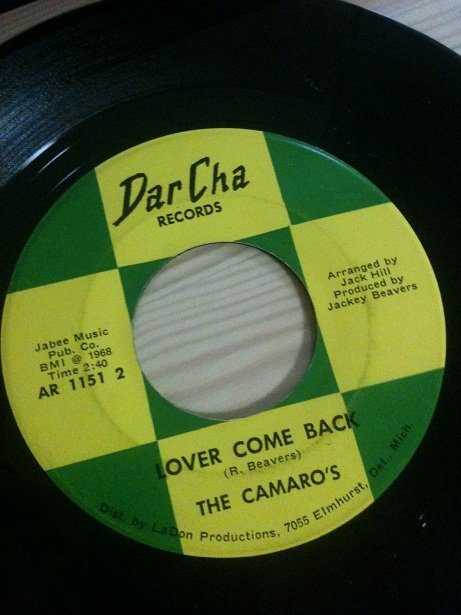 DarCha
RECORDS
Arranged by
Jack Hill
Produced by
Jackey Beavers
Jabee Music
Pub. Co.
BMI @ 1968
Time 2:40
AR 1151 2
LOVER COME BACK
(R. Beavers)
THE CAMARO'S
Dist. by LaDon Productions, 7055 Elmhurst, Det., Mich.